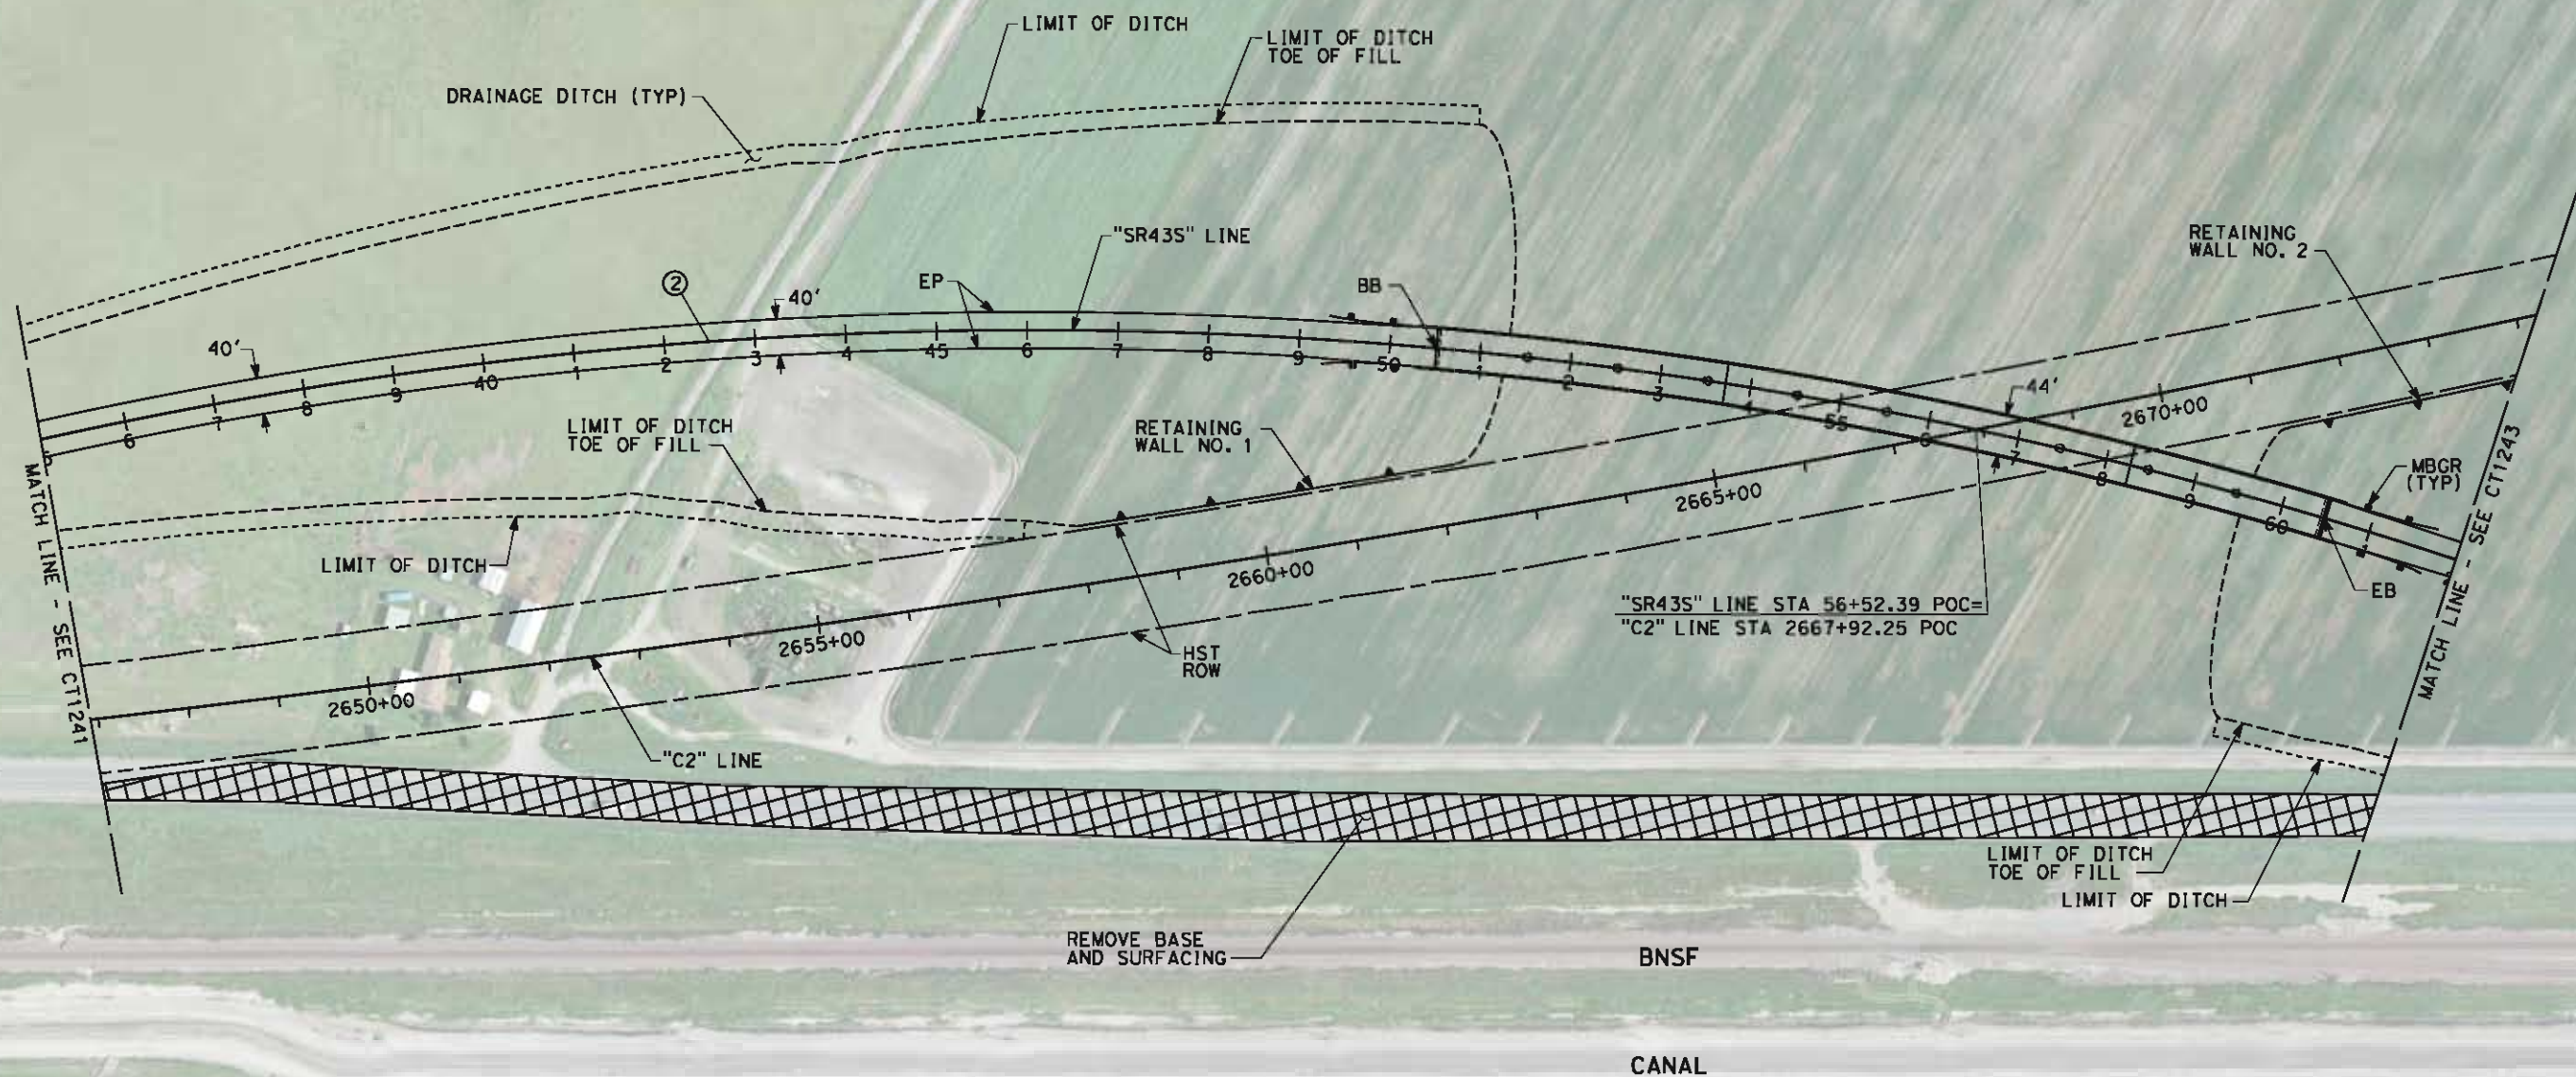 LIMIT OF DITCH
LIMIT OF DITCH
TOE OF FILL
DRAINAGE DITCH (TYP)
"SR43S" LINE
RETAINING
WALL NO. 2
2
EP
BB
40'
40'
44'
6
7
8
9
40
1
2
3
4
45
6
7
8
9
50
1
2
3
4
55
6
7
8
9
60
2670+00
LIMIT OF DITCH
TOE OF FILL
RETAINING
WALL NO. 1
MBGR
(TYP)
2665+00
LIMIT OF DITCH
2660+00
EB
"SR43S" LINE STA 56+52.39 POC=
"C2" LINE STA 2667+92.25 POC
2655+00
HST
ROW
2650+00
"C2" LINE
MATCH LINE - SEE CT1241
MATCH LINE - SEE CT1243
LIMIT OF DITCH
TOE OF FILL
LIMIT OF DITCH
REMOVE BASE
AND SURFACING
BNSF
CANAL